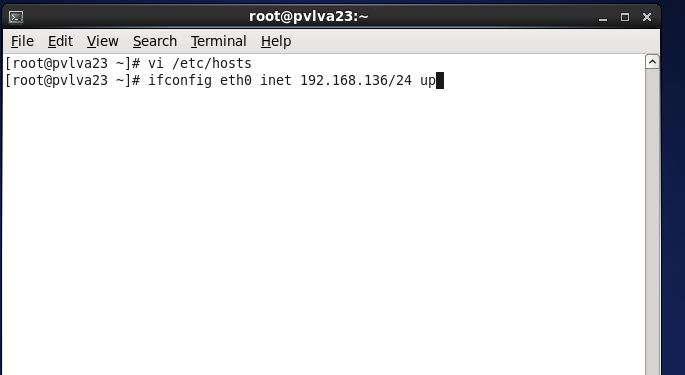 root@pvlva23:~
File Edit View Search Terminal Help
[root@pvlva23 ~]# vi /etc/hosts
[root@pvlva23 ~]# ifconfig eth0 inet 192.168.136/24 up